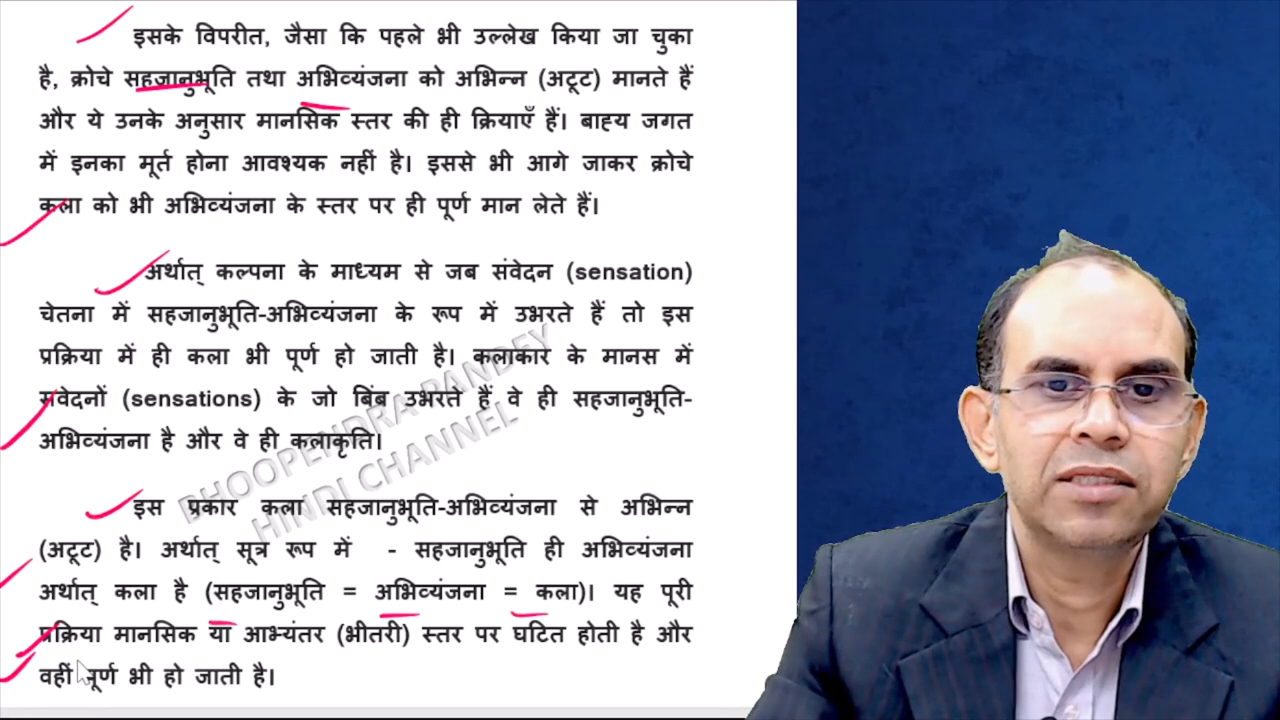 इसके विपरीत, जैसा कि पहले भी उल्लेख किया जा चुका
है, क्रोचे सहजानुभूति तथा अभिव्यंजना को अभिन्न (अटूट) मानते हैं
और ये उनके अनुसार मानसिक स्तर की ही क्रियाएँ हैं। बाह्य जगत
में इनका मूर्त होना आवश्यक नहीं है। इससे भी आगे जाकर क्रोचे
कला को भी अभिव्यंजना के स्तर पर ही पूर्ण मान लेते हैं।
अर्थात् कल्पना के माध्यम से जब संवेदन (sensation)
चेतना में सहजानुभूति-अभिव्यंजना के रूप में उभरते हैं तो इस
प्रक्रिया में ही कला भी पूर्ण हो जाती है। कलाकार के मानस में
संवेदनों (sensations) के जो बिंब उभरते हैं वे ही सहजानुभूति-
अभिव्यंजना है और वे ही कलाकृति।
इस प्रकार कला सहजानुभूति-अभिव्यंजना से अभिन्न
(अटूट) है। अर्थात् सूत्र रूप में - सहजानुभूति ही अभिव्यंजना
अर्थात् कला है (सहजानुभूति = अभिव्यंजना = कला)। यह पूरी
प्रक्रिया मानसिक या आभ्यंतर (भीतरी) स्तर पर घटित होती है और
वहीं पूर्ण भी हो जाती है।
BHOOPENDRA PANDEY
HINDI CHANNEL